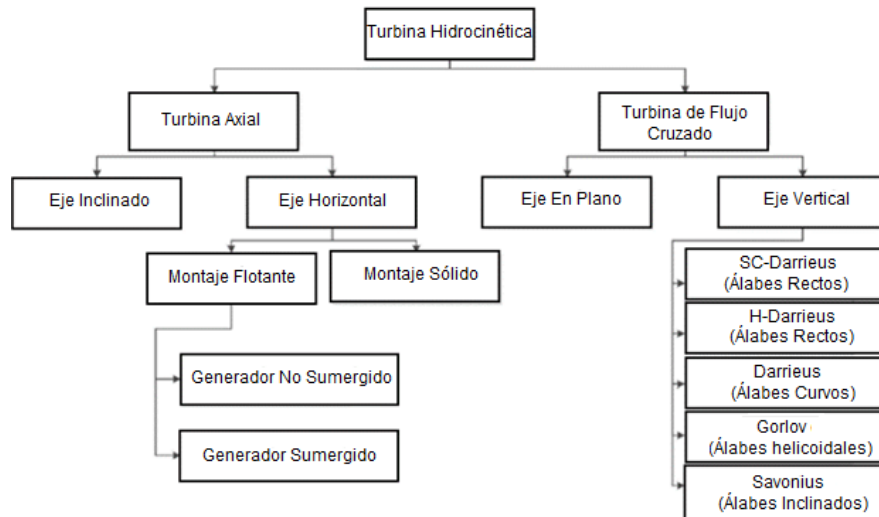 Turbina Hidrocinética
Turbina Axial
Turbina de Flujo
Cruzado
Eje Inclinado
Eje Horizontal
Eje En Plano
Eje Vertical
Montaje Flotante
Montaje Sólido
Generador No Sumergido
Generador Sumergido
SC-Darrieus
(Álabes Rectos)
H-Darrieus
(Álabes Rectos)
Darrieus
(Álabes Curvos)
Gorlov
(Álabes helicoidales)
Savonius
(Álabes Inclinados)